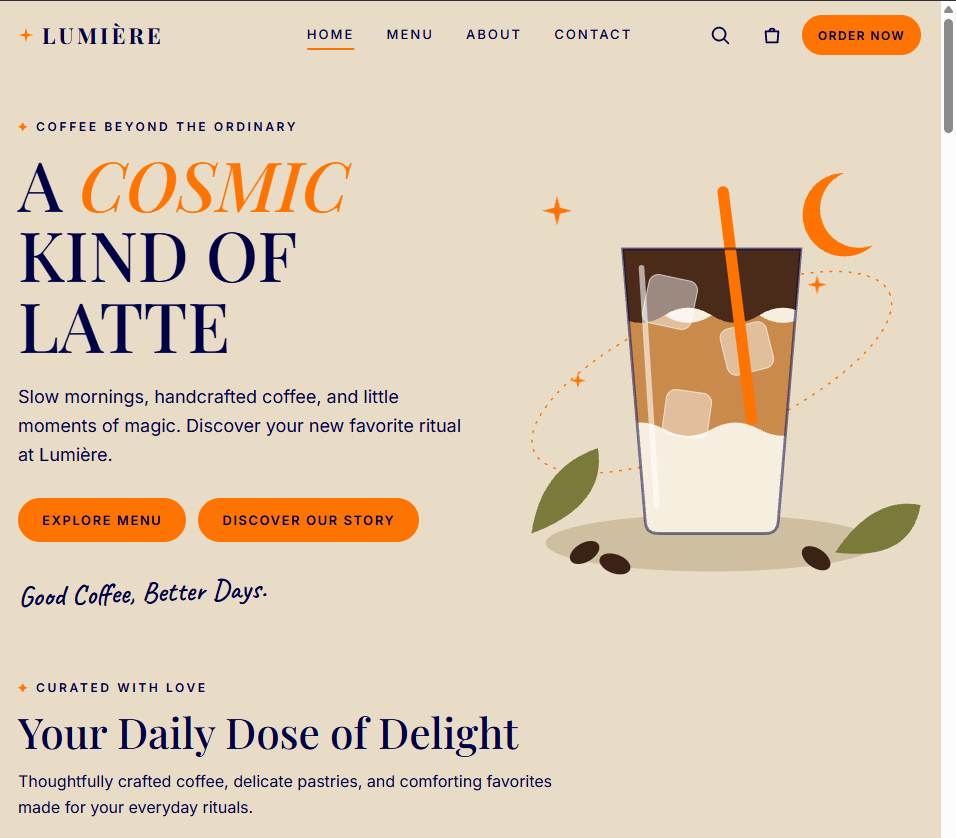 LUMIÈRE
HOME MENU ABOUT CONTACT
ORDER NOW
COFFEE BEYOND THE ORDINARY
A COSMIC
KIND OF
LATTE
Slow mornings, handcrafted coffee, and little
moments of magic. Discover your new favorite ritual
at Lumière.
EXPLORE MENU
DISCOVER OUR STORY
Good Coffee, Better Days.
CURATED WITH LOVE
Your Daily Dose of Delight
Thoughtfully crafted coffee, delicate pastries, and comforting favorites
made for your everyday rituals.